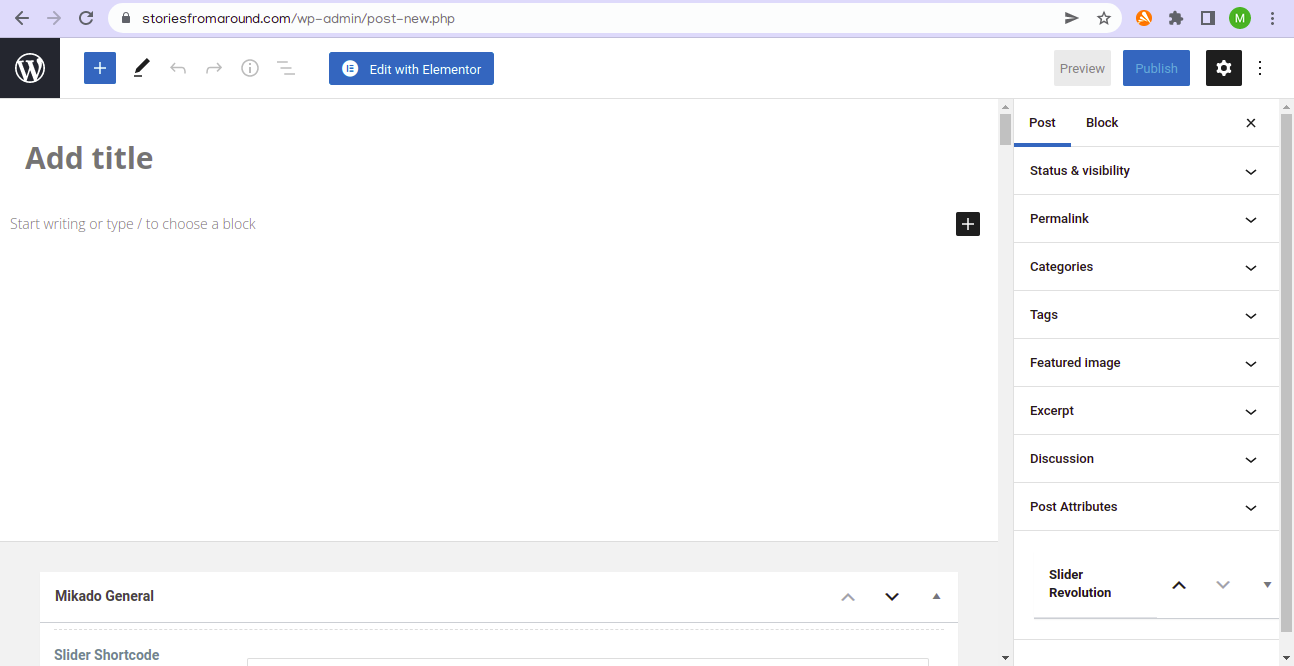 storiesfromaround.com/wp-admin/post-new.php
M
Edit with Elementor
Preview
Publish
Add title
Start writing or type / to choose a block
Post
Block
Status & visibility
Permalink
Categories
Tags
Featured image
Excerpt
Discussion
Post Attributes
Slider
Revolution
Mikado General
Slider Shortcode